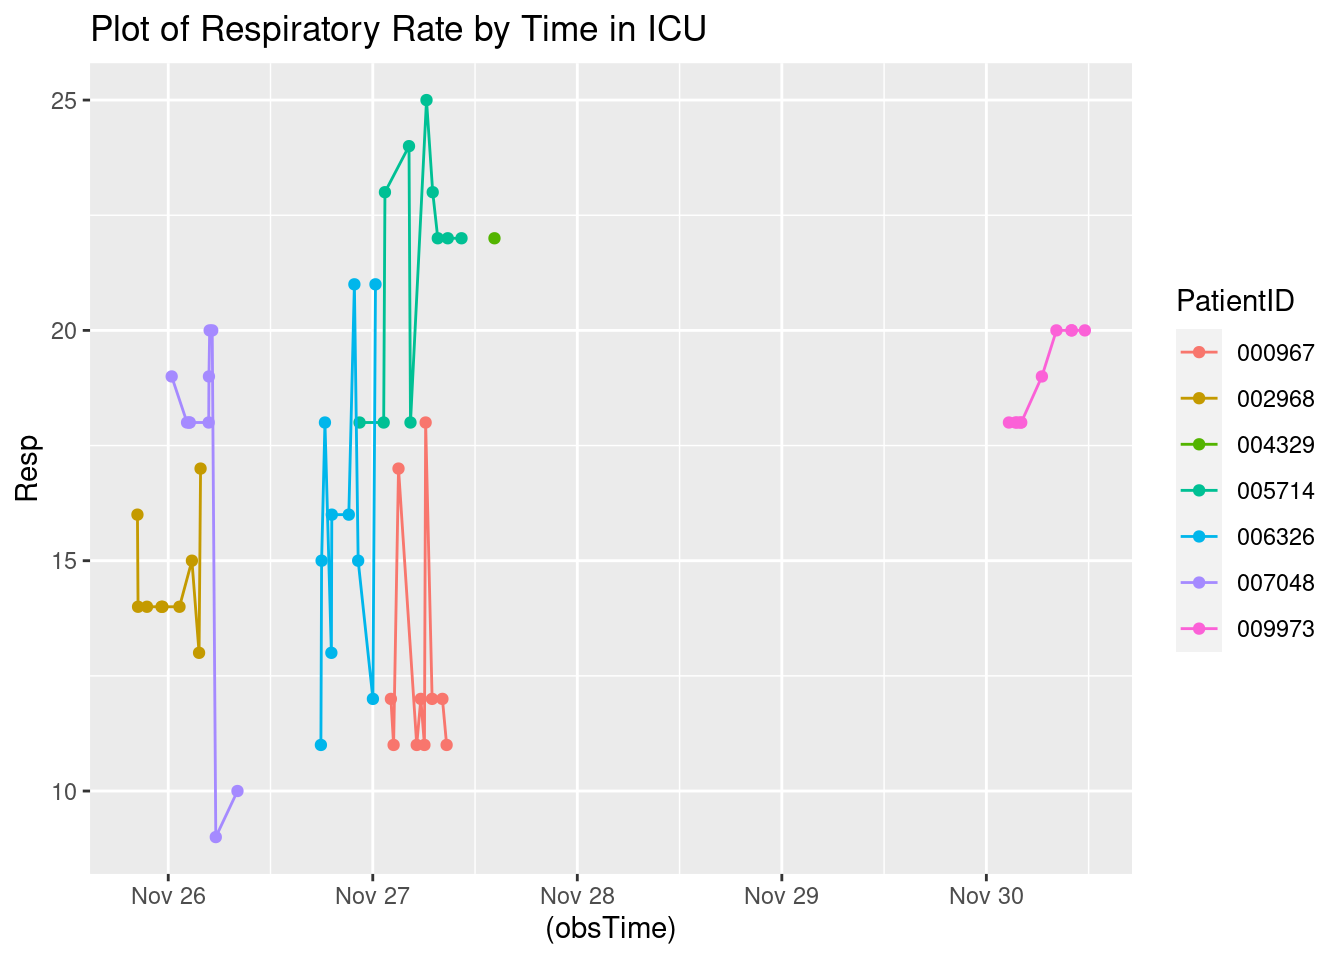 Plot of Respiratory Rate by Time in ICU
25
20
15
10
Resp
Nov 26
Nov 27
Nov 28
Nov 29
Nov 30
(obsTime)
PatientID
000967
002968
004329
005714
006326
007048
009973